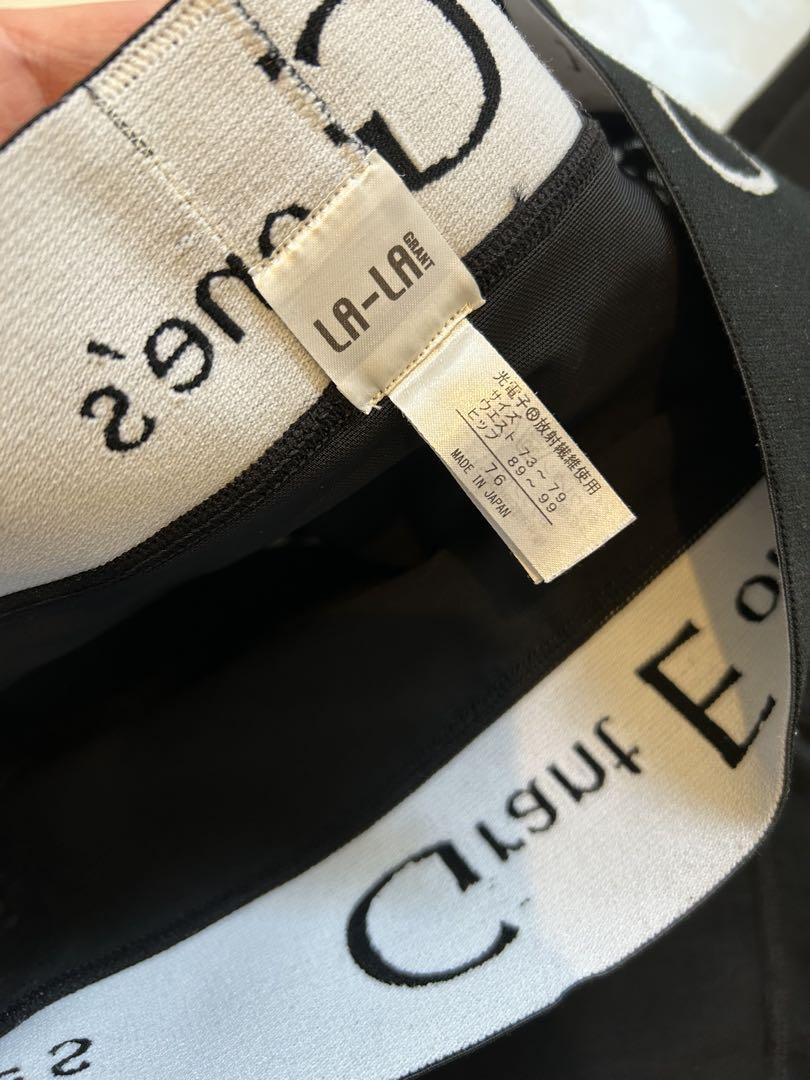 LA-LA
GRANT
光電子®放射繊維使用
サイズ
ウエスト 73~79
ヒップ 89~99
76
MADE IN JAPAN
Grant E